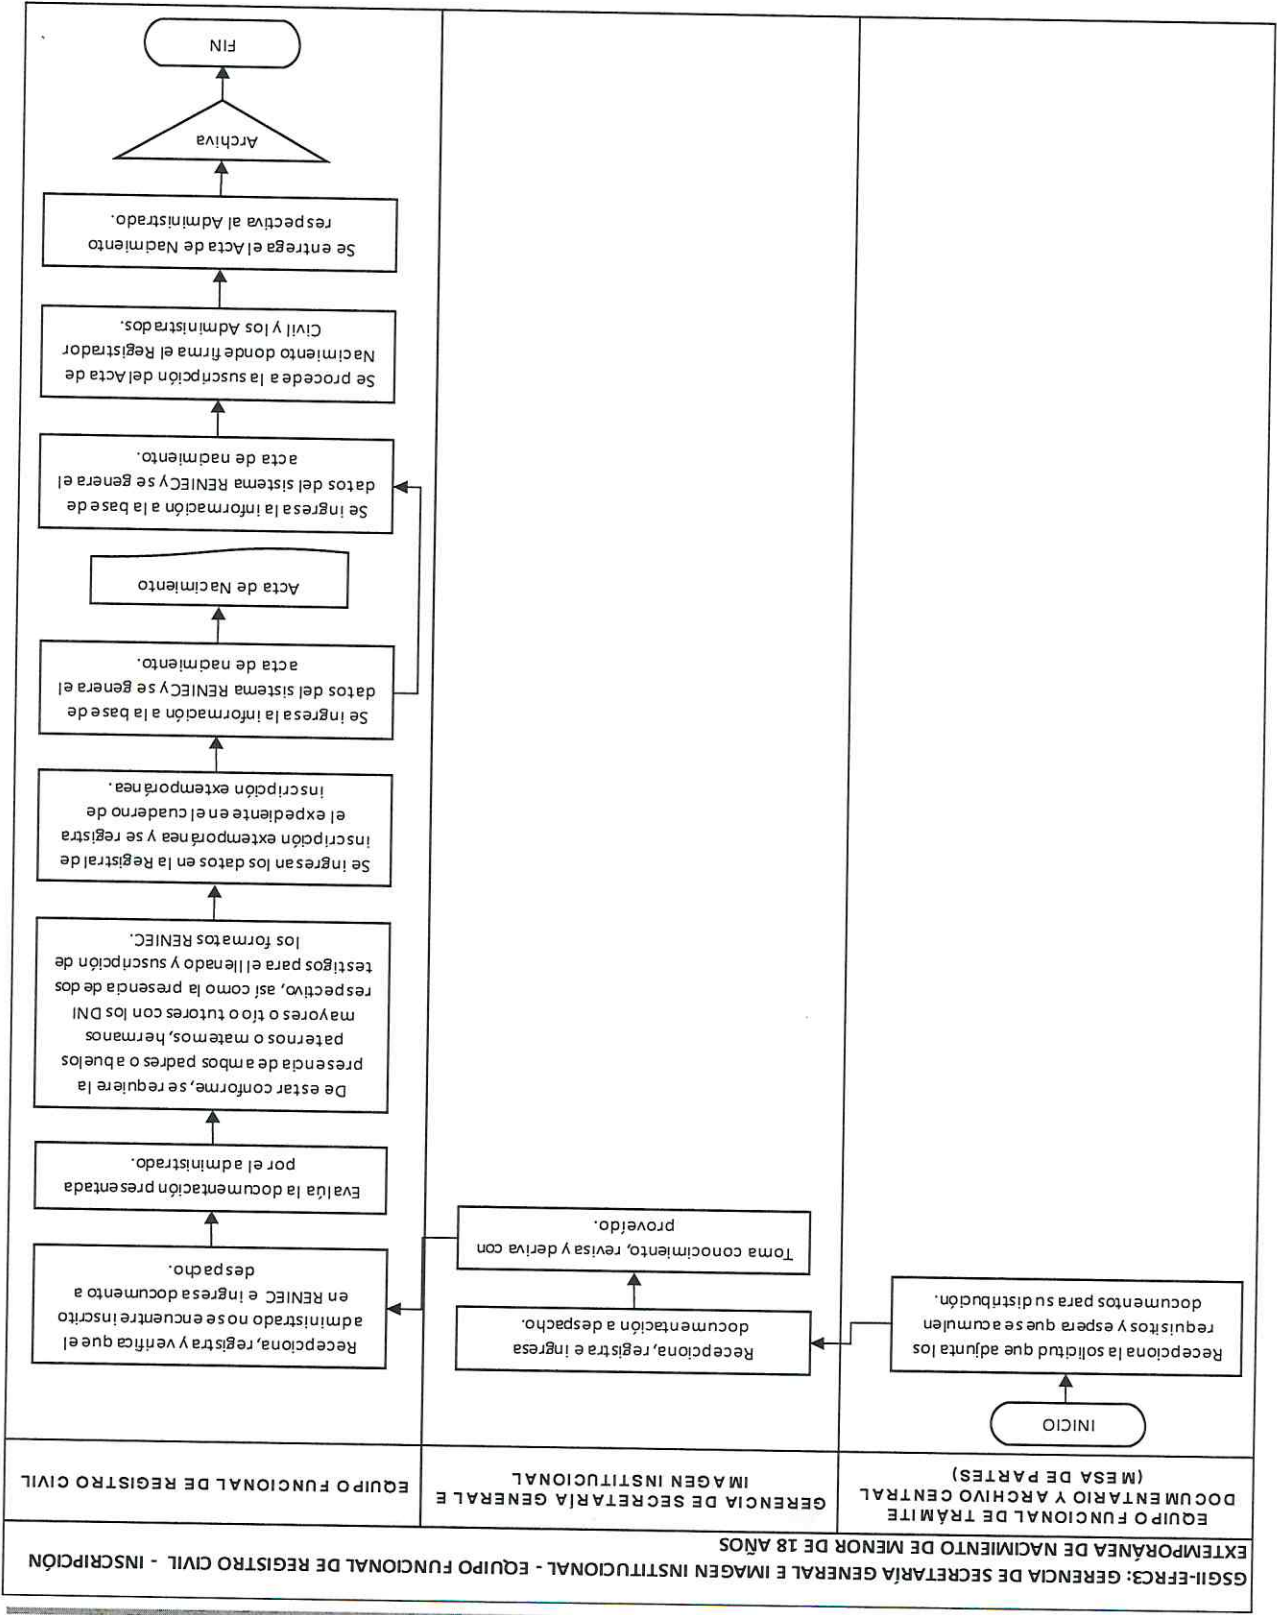 GSGII-EFRC3: GERENCIA DE SECRETARÍA GENERAL E IMAGEN INSTITUCIONAL - EQUIPO FUNCIONAL DE REGISTRO CIVIL - INSCRIPCIÓN
EXTEMPORÁNEA DE NACIMIENTO DE MENOR DE 18 AÑOS
EQUIPO FUNCIONAL DE TRÁMITE
DOCUMENTARIO Y ARCHIVO CENTRAL
(MESA DE PARTES)
GERENCIA DE SECRETARÍA GENERAL E
IMAGEN INSTITUCIONAL
EQUIPO FUNCIONAL DE REGISTRO CIVIL
INICIO
Recepciona la solicitud que adjunta los
requisitos y espera que se acumulen
documentos para su distribución.
Recepciona, registra e ingresa
documentación a despacho.
Toma conocimiento, revisa y deriva con
proveído.
Recepciona, registra y verifica que el
administrado no se encuentre inscrito
en RENIEC e ingresa documento a
despacho.
Evalúa la documentación presentada
por el administrado.
De estar conforme, se requiere la
presencia de ambos padres o abuelos
paternos o maternos, hermanos
mayores o tío o tutores con los DNI
respectivo, así como la presencia de dos
testigos para el llenado y suscripción de
los formatos RENIEC.
Se ingresan los datos en la Registral de
inscripción extemporánea y se registra
el expediente en el cuaderno de
inscripción extemporánea.
Se ingresa la información a la base de
datos del sistema RENIEC y se genera el
acta de nacimiento.
Acta de Nacimiento
Se ingresa la información a la base de
datos del sistema RENIEC y se genera el
acta de nacimiento.
Se procede a la suscripción del Acta de
Nacimiento donde firma el Registrador
Civil y los Administrados.
Se entrega el Acta de Nacimiento
respectiva al Administrado.
Archiva
FIN